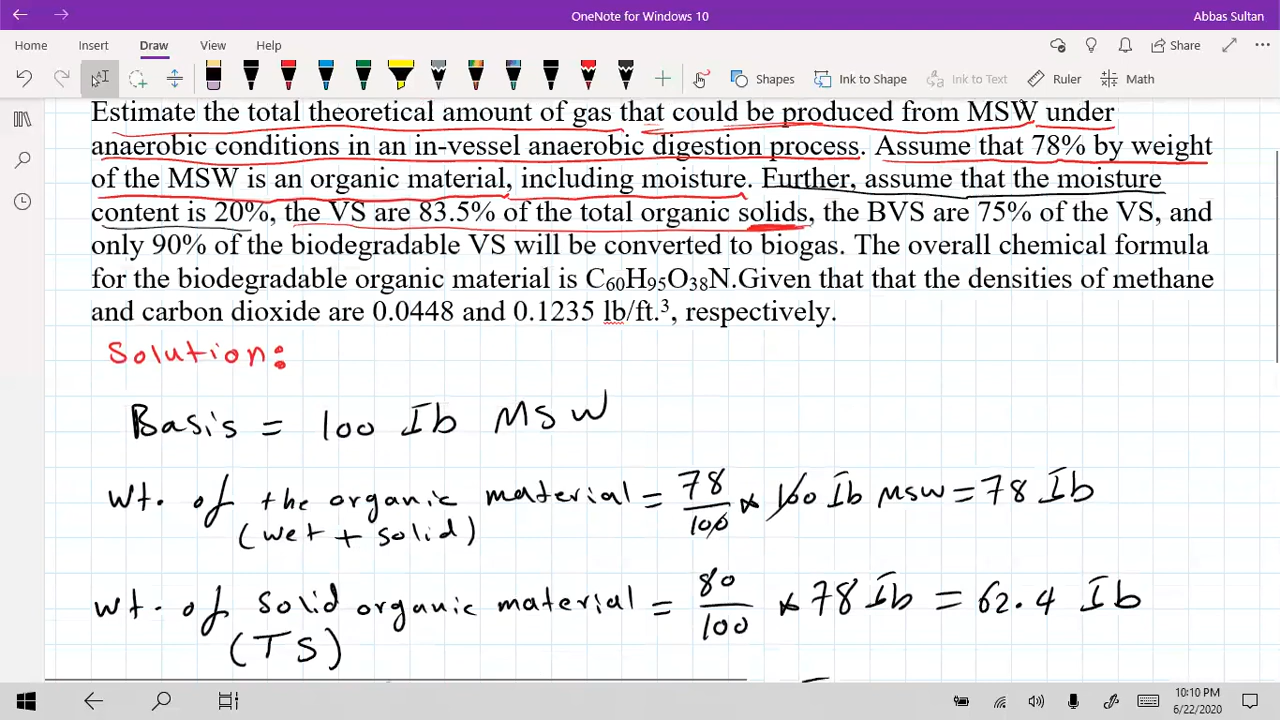 OneNote for Windows 10
Abbas Sultan
Home Insert Draw View Help
Share
Shapes Ink to Shape Ink to Text Ruler Math
Estimate the total theoretical amount of gas that could be produced from MSW under
anaerobic conditions in an in-vessel anaerobic digestion process. Assume that 78% by weight
of the MSW is an organic material, including moisture. Further, assume that the moisture
content is 20%, the VS are 83.5% of the total organic solids, the BVS are 75% of the VS, and
only 90% of the biodegradable VS will be converted to biogas. The overall chemical formula
for the biodegradable organic material is C₆₀H₉₅O₃₈N.Given that that the densities of methane
and carbon dioxide are 0.0448 and 0.1235 lb/ft.³, respectively.
Solution:
Basis = 100 Ib MSW
Wt. of the organic material = 78/100 * 100 Ib MSW = 78 Ib
(wet + solid)
Wt. of solid organic material = 80/100 * 78 Ib = 62.4 Ib
(TS)
10:10 PM
6/22/2020